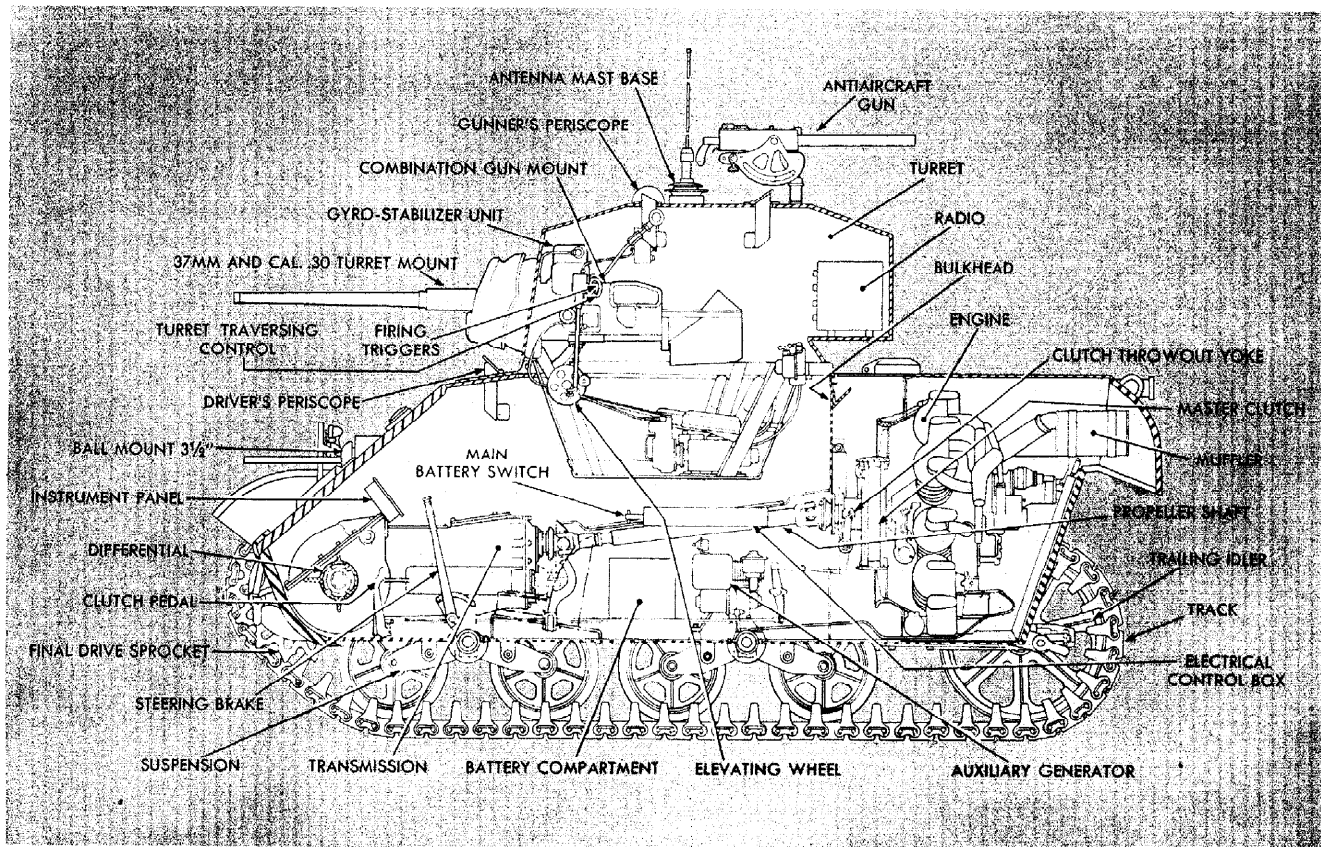 ANTENNA MAST BASE
ANTIAIRCRAFT
GUN
GUNNER'S PERISCOPE
COMBINATION GUN MOUNT
TURRET
GYRO-STABILIZER UNIT
RADIO
37MM AND CAL. .30 TURRET MOUNT
BULKHEAD
ENGINE
TURRET TRAVERSING
CONTROL
FIRING
TRIGGERS
CLUTCH THROWOUT YOKE
DRIVER'S PERISCOPE
MASTER CLUTCH
BALL MOUNT 3½"
MAIN
BATTERY SWITCH
MUFFLER
INSTRUMENT PANEL
PROPELLER SHAFT
DIFFERENTIAL
TRAILING IDLER
CLUTCH PEDAL
TRACK
FINAL DRIVE SPROCKET
ELECTRICAL
CONTROL BOX
STEERING BRAKE
SUSPENSION
TRANSMISSION
BATTERY COMPARTMENT
ELEVATING WHEEL
AUXILIARY GENERATOR